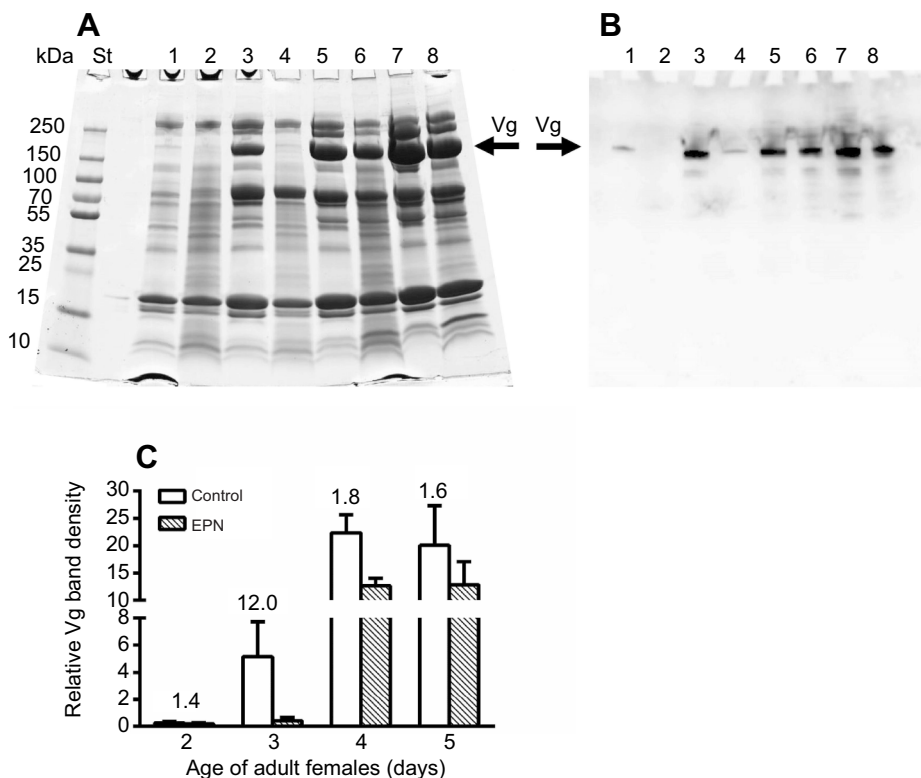 A
B
kDa St 1 2 3 4 5 6 7 8
1 2 3 4 5 6 7 8
250
150
100
70
55
35
25
15
10
Vg Vg
C
Relative Vg band density
30
25
20
15
10
8
6
4
2
0
Control
EPN
1.4
12.0
1.8
1.6
2 3 4 5
Age of adult females (days)